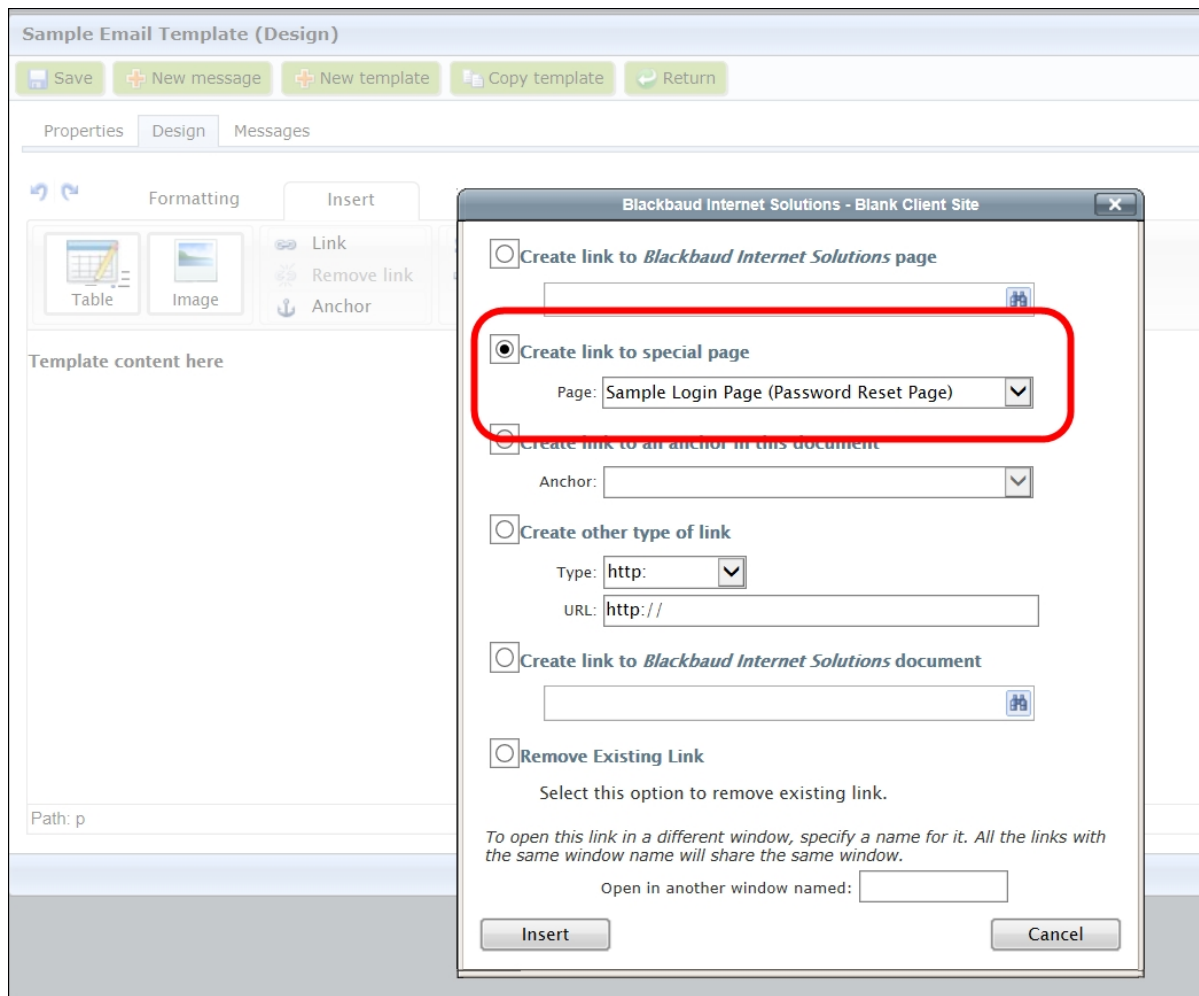 Sample Email Template (Design)
Save New message New template Copy template Return
Properties Design Messages
Formatting Insert
Link
Remove link
Anchor
Table Image
Template content here
Path: p
Blackbaud Internet Solutions - Blank Client Site
Create link to Blackbaud Internet Solutions page
Create link to special page
Page: Sample Login Page (Password Reset Page)
Create link to an anchor in this document
Anchor:
Create other type of link
Type: http:
URL: http://
Create link to Blackbaud Internet Solutions document
Remove Existing Link
Select this option to remove existing link.
To open this link in a different window, specify a name for it. All the links with
the same window name will share the same window.
Open in another window named:
Insert Cancel